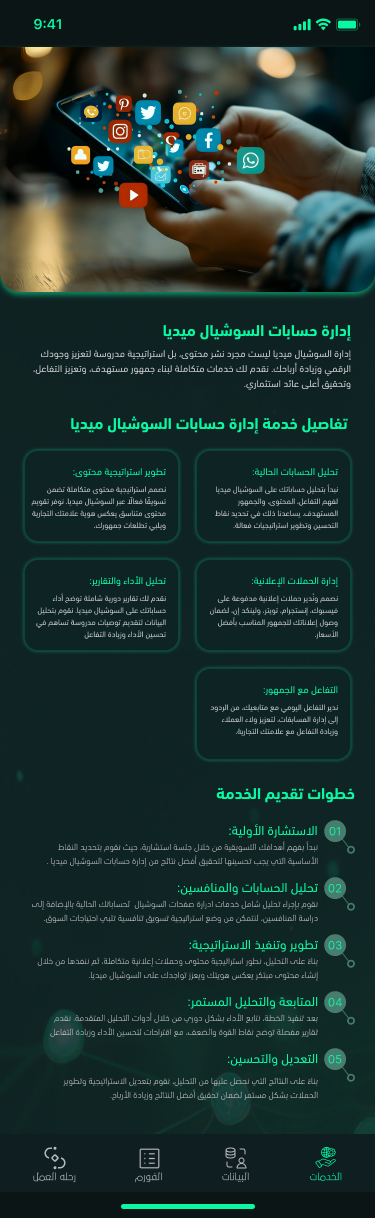 9:41
إدارة حسابات السوشيال ميديا
إدارة السوشيال ميديا ليست مجرد نشر محتوى، بل استراتيجية مدروسة لتعزيز وجودك
الرقمي وزيادة أرباحك. نقدم لك خدمات متكاملة لبناء جمهور مستهدف، وتعزيز التفاعل،
وتحقيق أعلى عائد استثماري.
تفاصيل خدمة إدارة حسابات السوشيال ميديا
تحليل الحسابات الحالية:
نبدأ بتحليل حساباتك على السوشيال ميديا
لفهم التفاعل، المحتوى، والجمهور
المستهدف. يساعدنا ذلك في تحديد نقاط
التحسين وتطوير استراتيجيات فعالة.
تطوير استراتيجية محتوى:
نصمم استراتيجية محتوى متكاملة تضمن
تسويقًا فعالًا عبر السوشيال ميديا. نوفر تقويم
محتوى متناسق يعكس هوية علامتك التجارية
ويلبي تطلعات جمهورك.
إدارة الحملات الإعلانية:
نصمم ونُدير حملات إعلانية مدفوعة على
فيسبوك، إنستجرام، تويتر، ولينكد إن، لضمان
وصول إعلاناتك للجمهور المناسب بأفضل
الأسعار.
تحليل الأداء والتقارير:
نقدم لك تقارير دورية شاملة توضح أداء
حساباتك على السوشيال ميديا. نقوم بتحليل
البيانات لتقديم توصيات مدروسة تساهم في
تحسين الأداء وزيادة التفاعل
التفاعل مع الجمهور:
ندير التفاعل اليومي مع متابعيك، من الردود
إلى إدارة المسابقات، لتعزيز ولاء العملاء
وزيادة التفاعل مع علامتك التجارية.
خطوات تقديم الخدمة
01 الاستشارة الأولية:
نبدأ بفهم أهدافك التسويقية من خلال جلسة استشارية، حيث نقوم بتحديد النقاط
الأساسية التي يجب تحسينها لتحقيق أفضل نتائج من إدارة حسابات السوشيال ميديا .
02 تحليل الحسابات والمنافسين:
نقوم بإجراء تحليل شامل خدمات ادرارة صفحات السوشيال لحساباتك الحالية بالإضافة إلى
دراسة المنافسين، لنتمكن من وضع استراتيجية تسويق تنافسية تلبي احتياجات السوق.
03 تطوير وتنفيذ الاستراتيجية:
بناءً على التحليل، نطور استراتيجية محتوى وحملات إعلانية متكاملة، ثم ننفذها من خلال
إنشاء محتوى مبتكر يعكس هويتك ويعزز تواجدك على السوشيال ميديا.
04 المتابعة والتحليل المستمر:
بعد تنفيذ الخطة، نتابع الأداء بشكل دوري من خلال أدوات التحليل المتقدمة. نقدم
تقارير مفصلة توضح نقاط القوة والضعف، مع اقتراحات لتحسين الأداء وزيادة التفاعل
05 التعديل والتحسين:
بناءً على النتائج التي نحصل عليها من التحليل، نقوم بتعديل الاستراتيجية وتطوير
الحملات بشكل مستمر لضمان تحقيق أفضل النتائج وزيادة الأرباح.
الخدمات
البيانات
الفورم
رحله العمل